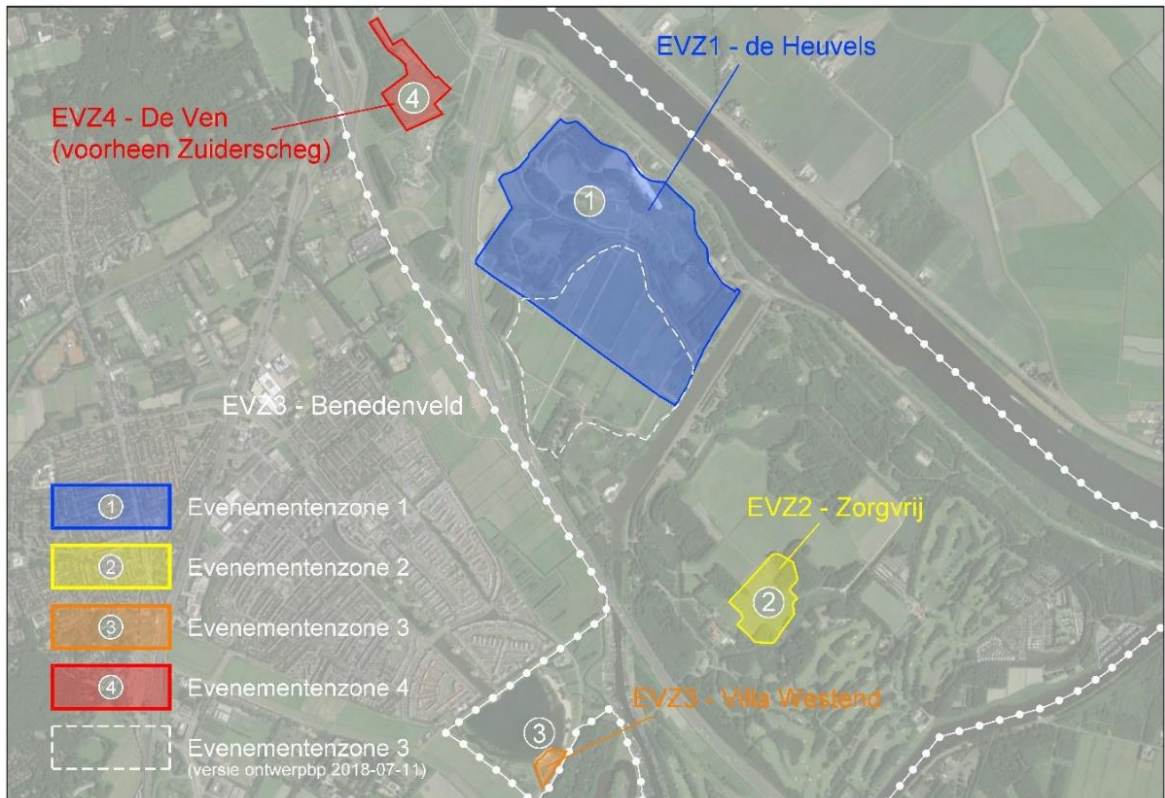 EVZ1 - de Heuvels
4
EVZ4 - De Ven
(voorheen Zuiderscheg)
1
EVZ3 - Benedenveld
EVZ2 - Zorgvrij
2
EVZ3 - Villa Westend
3
1 Evenementenzone 1
2 Evenementenzone 2
3 Evenementenzone 3
4 Evenementenzone 4
Evenementenzone 3
(versie ontwerpbp 2018-07-11)